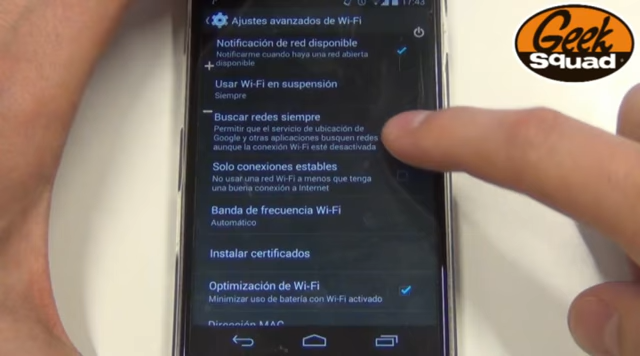 17:43
Ajustes avanzados de Wi-Fi
Notificación de red disponible
Notificarme cuando haya una red abierta
disponible
Usar Wi-Fi en suspensión
Siempre
Buscar redes siempre
Permitir que el servicio de ubicación de
Google y otras aplicaciones busquen redes
aunque la conexión Wi-Fi esté desactivada
Solo conexiones estables
No usar una red Wi-Fi a menos que tenga
una buena conexión a Internet
Banda de frecuencia Wi-Fi
Automático
Instalar certificados
Optimización de Wi-Fi
Minimizar uso de batería con Wi-Fi activado
Dirección MAC
Geek
Squad